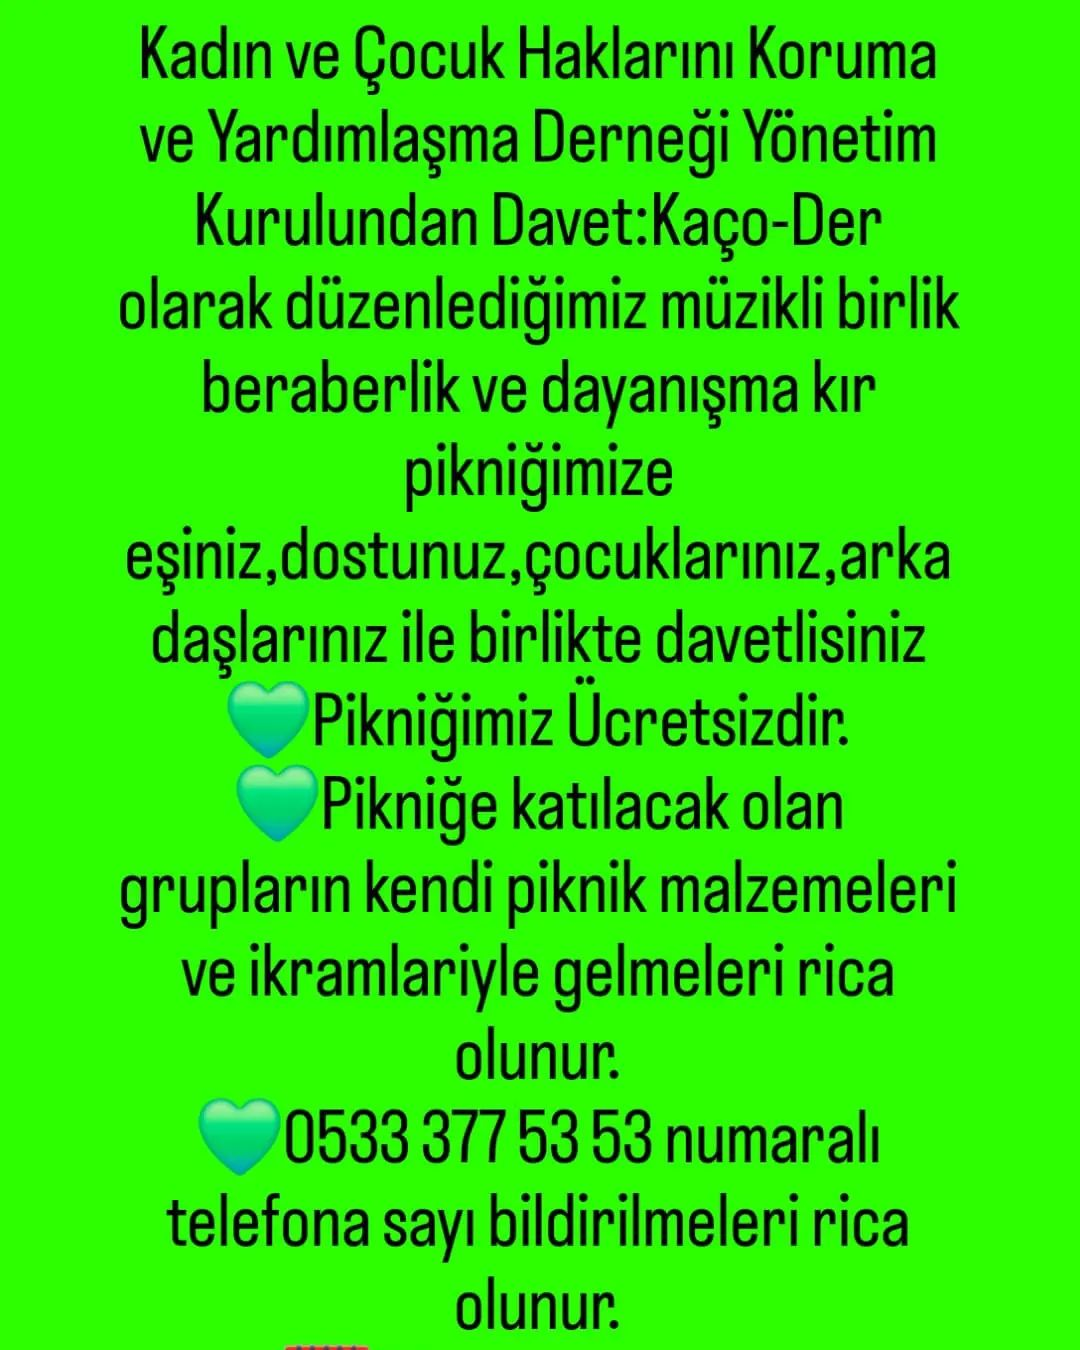 Kadın ve Çocuk Haklarını Koruma
ve Yardımlaşma Derneği Yönetim
Kurulundan Davet:Kaço-Der
olarak düzenlediğimiz müzikli birlik
beraberlik ve dayanışma kır
pikniğimize
eşiniz,dostunuz,çocuklarınız,arka
daşlarınız ile birlikte davetlisiniz
💚Pikniğimiz Ücretsizdir.
💚Pikniğe katılacak olan
grupların kendi piknik malzemeleri
ve ikramlariyle gelmeleri rica
olunur.
💚0533 377 53 53 numaralı
telefona sayı bildirilmeleri rica
olunur.